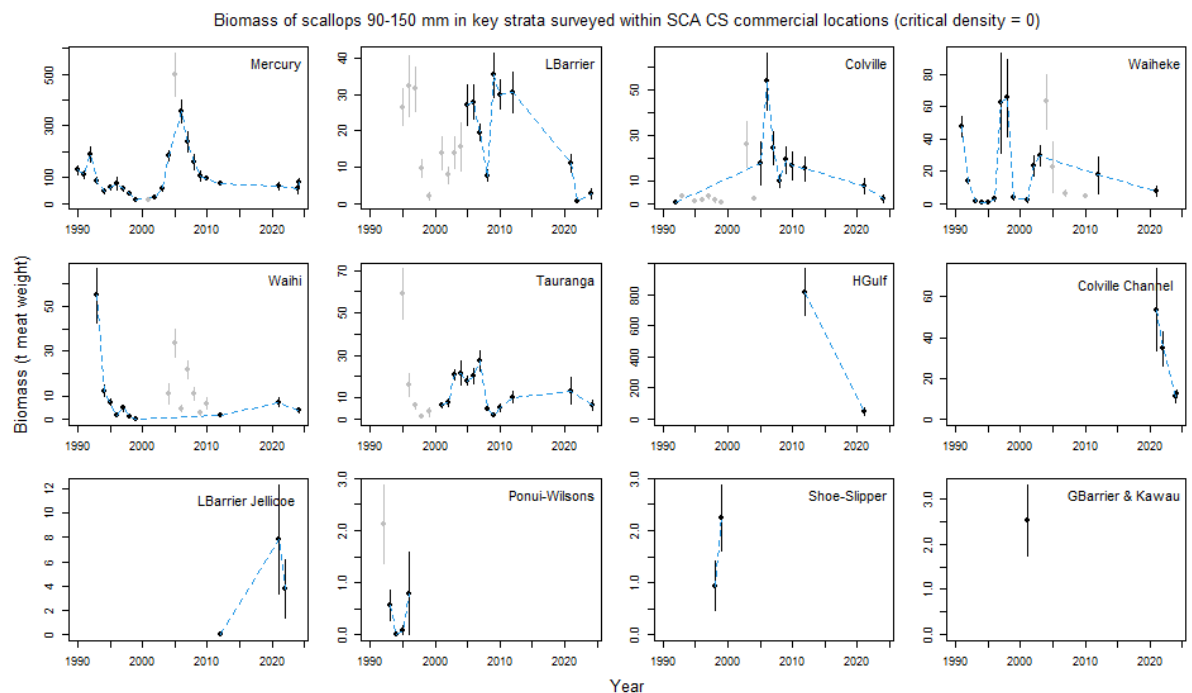 Biomass of scallops 90-150 mm in key strata surveyed within SCA CS commercial locations (critical density = 0)
Mercury
0 100 300 500
1990 2000 2010 2020
LBarrier
0 10 20 30 40
1990 2000 2010 2020
Colville
0 10 30 50
1990 2000 2010 2020
Waiheke
0 20 40 60 80
1990 2000 2010 2020
Biomass (t meat weight)
Waihi
0 10 30 50
1990 2000 2010 2020
Tauranga
0 10 30 50 70
1990 2000 2010 2020
HGulf
0 200 400 600 800
1990 2000 2010 2020
Colville Channel
0 20 40 60
1990 2000 2010 2020
LBarrier Jellicoe
0 2 4 6 8 10 12
1990 2000 2010 2020
Ponui-Wilsons
0.0 1.0 2.0 3.0
1990 2000 2010 2020
Shoe-Slipper
0.0 1.0 2.0 3.0
1990 2000 2010 2020
GBarrier & Kawau
0.0 1.0 2.0 3.0
1990 2000 2010 2020
Year